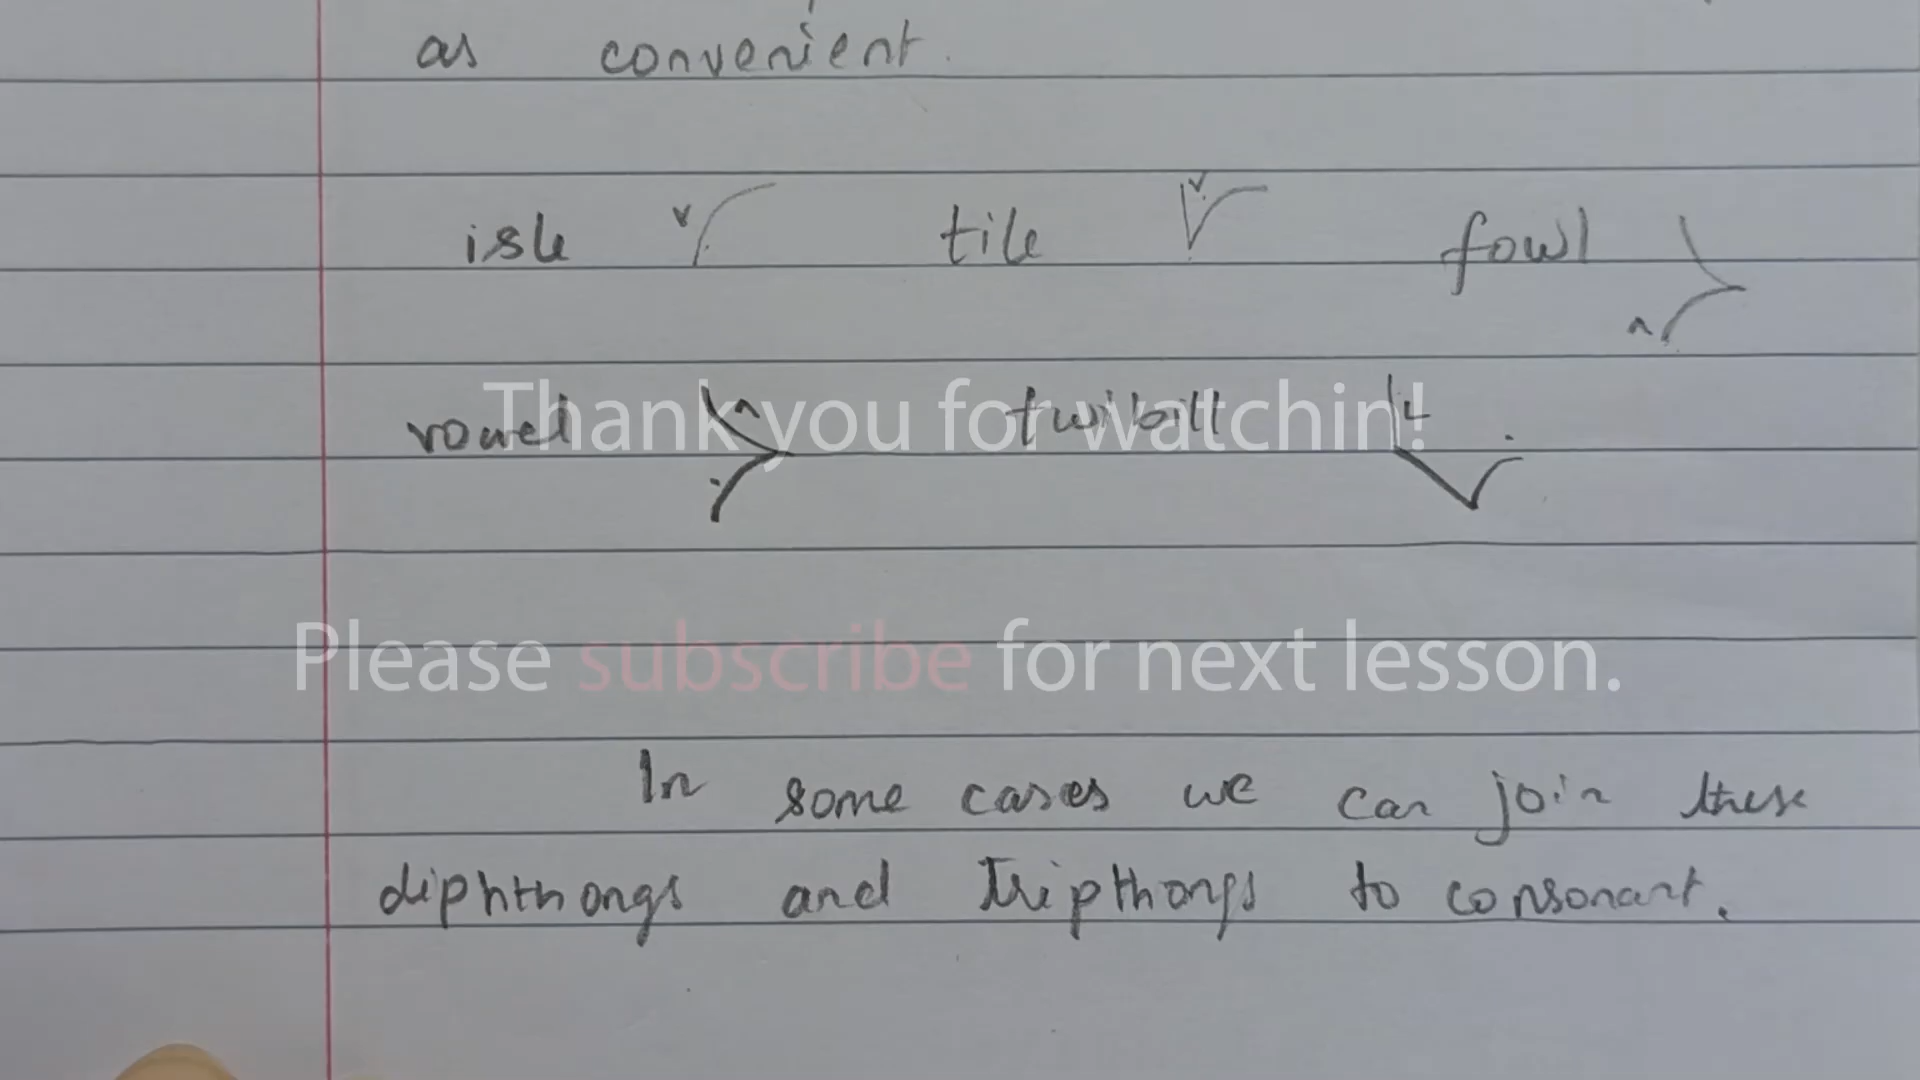 as convenient.
isle tile fowl
vowel twibill
Thank you for watchin!
Please subscribe for next lesson.
In some cases we can join these
diphthongs and Tripthongs to consonant.